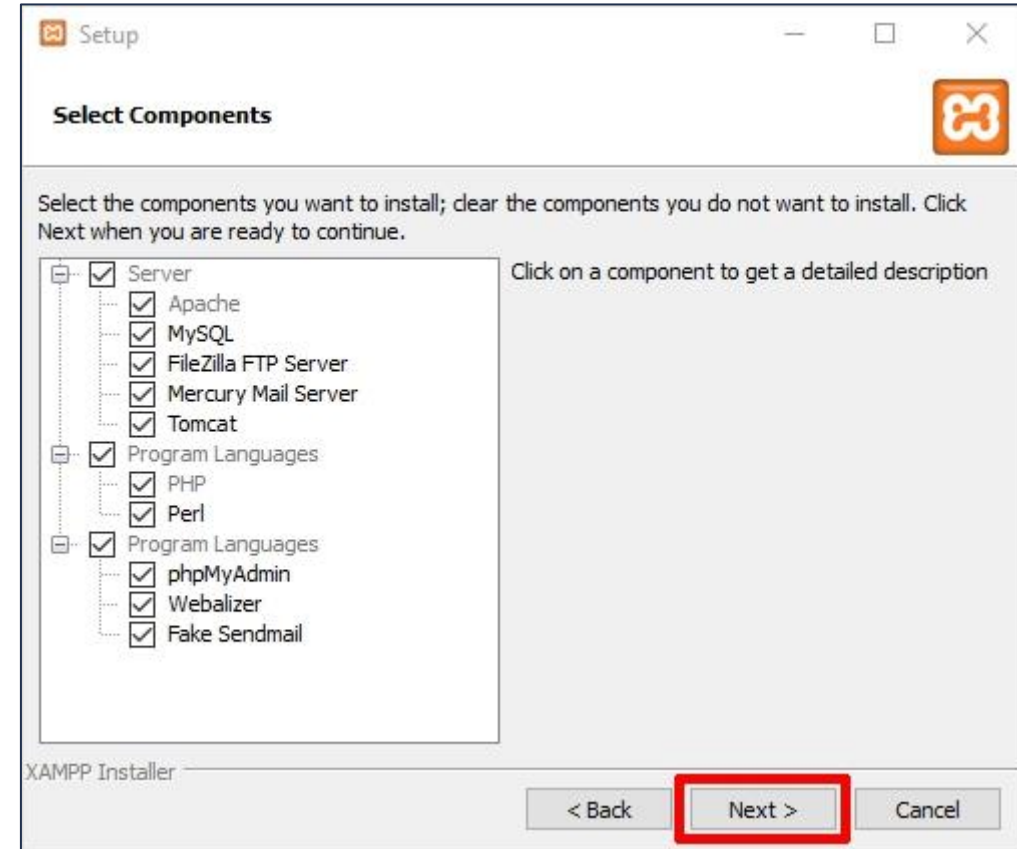 Setup
Select Components
Select the components you want to install; clear the components you do not want to install. Click
Next when you are ready to continue.
Server
Apache
MySQL
FileZilla FTP Server
Mercury Mail Server
Tomcat
Program Languages
PHP
Perl
Program Languages
phpMyAdmin
Webalizer
Fake Sendmail
Click on a component to get a detailed description
XAMPP Installer
< Back
Next >
Cancel